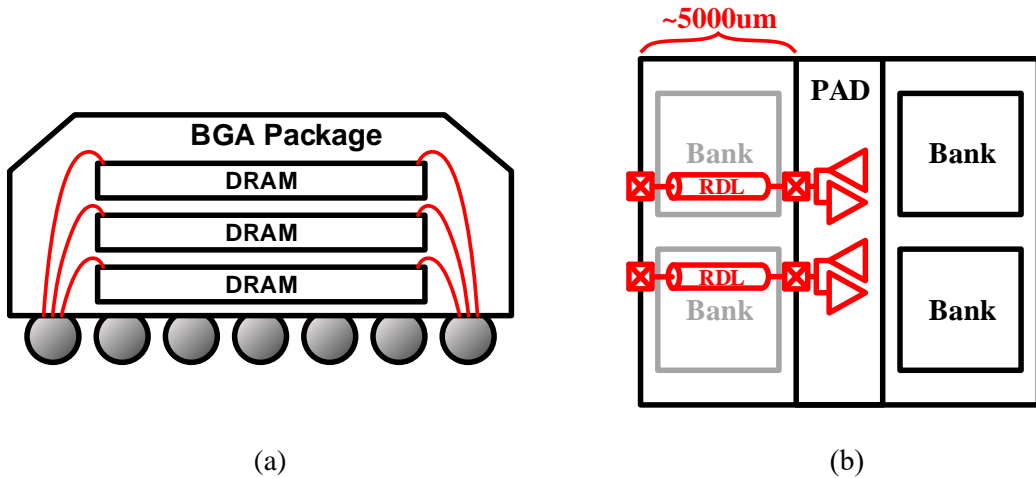 BGA Package
DRAM
DRAM
DRAM
(a)
~5000um
PAD
Bank
Bank
RDL
RDL
Bank
Bank
(b)